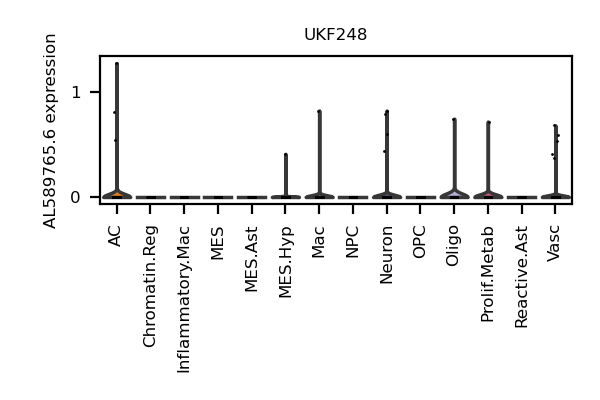 UKF248
AL589765.6 expression
1
0
AC
Chromatin.Reg
Inflammatory.Mac
MES
MES.Ast
MES.Hyp
Mac
NPC
Neuron
OPC
Oligo
Prolif.Metab
Reactive.Ast
Vasc